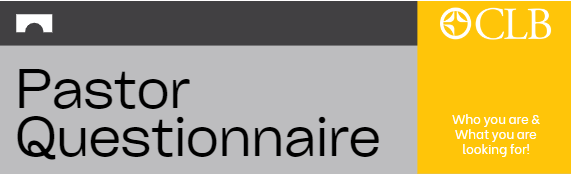 CLB
Pastor
Questionnaire
Who you are &
What you are
looking for!